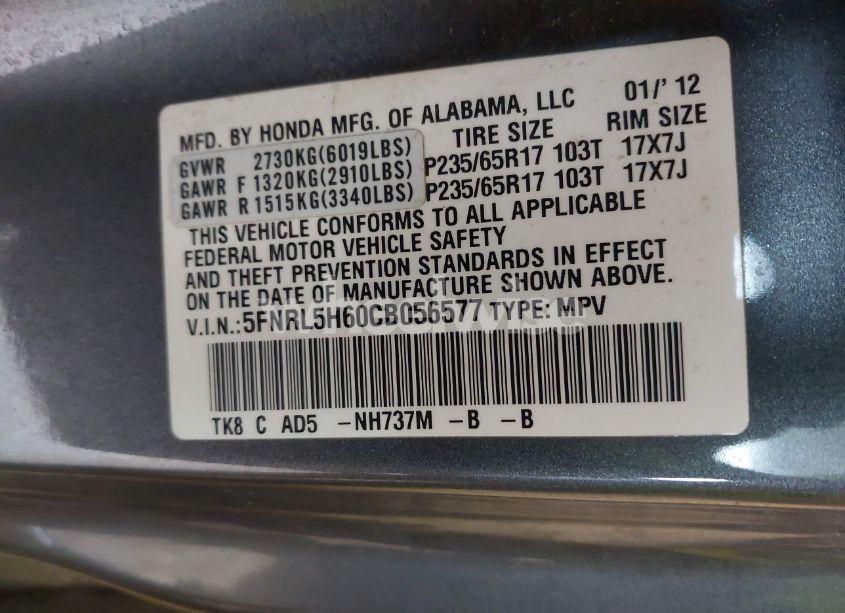 MFD. BY HONDA MFG. OF ALABAMA, LLC 01/' 12
TIRE SIZE RIM SIZE
GVWR 2730KG(6019LBS)
GAWR F 1320KG(2910LBS) P235/65R17 103T 17X7J
GAWR R 1515KG(3340LBS) P235/65R17 103T 17X7J
THIS VEHICLE CONFORMS TO ALL APPLICABLE
FEDERAL MOTOR VEHICLE SAFETY
AND THEFT PREVENTION STANDARDS IN EFFECT
ON THE DATE OF MANUFACTURE SHOWN ABOVE.
V.I.N.:5FNRL5H60CB056577 TYPE: MPV
TK8 C AD5 -NH737M -B -B